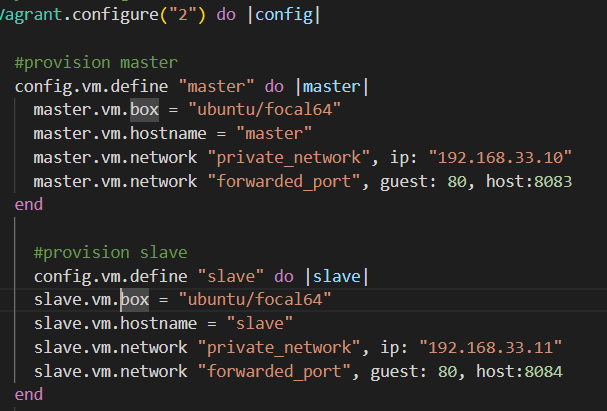 Vagrant.configure("2") do |config|
#provision master
config.vm.define "master" do |master|
master.vm.box = "ubuntu/focal64"
master.vm.hostname = "master"
master.vm.network "private_network", ip: "192.168.33.10"
master.vm.network "forwarded_port", guest: 80, host:8083
end
#provision slave
config.vm.define "slave" do |slave|
slave.vm.box = "ubuntu/focal64"
slave.vm.hostname = "slave"
slave.vm.network "private_network", ip: "192.168.33.11"
slave.vm.network "forwarded_port", guest: 80, host:8084
end